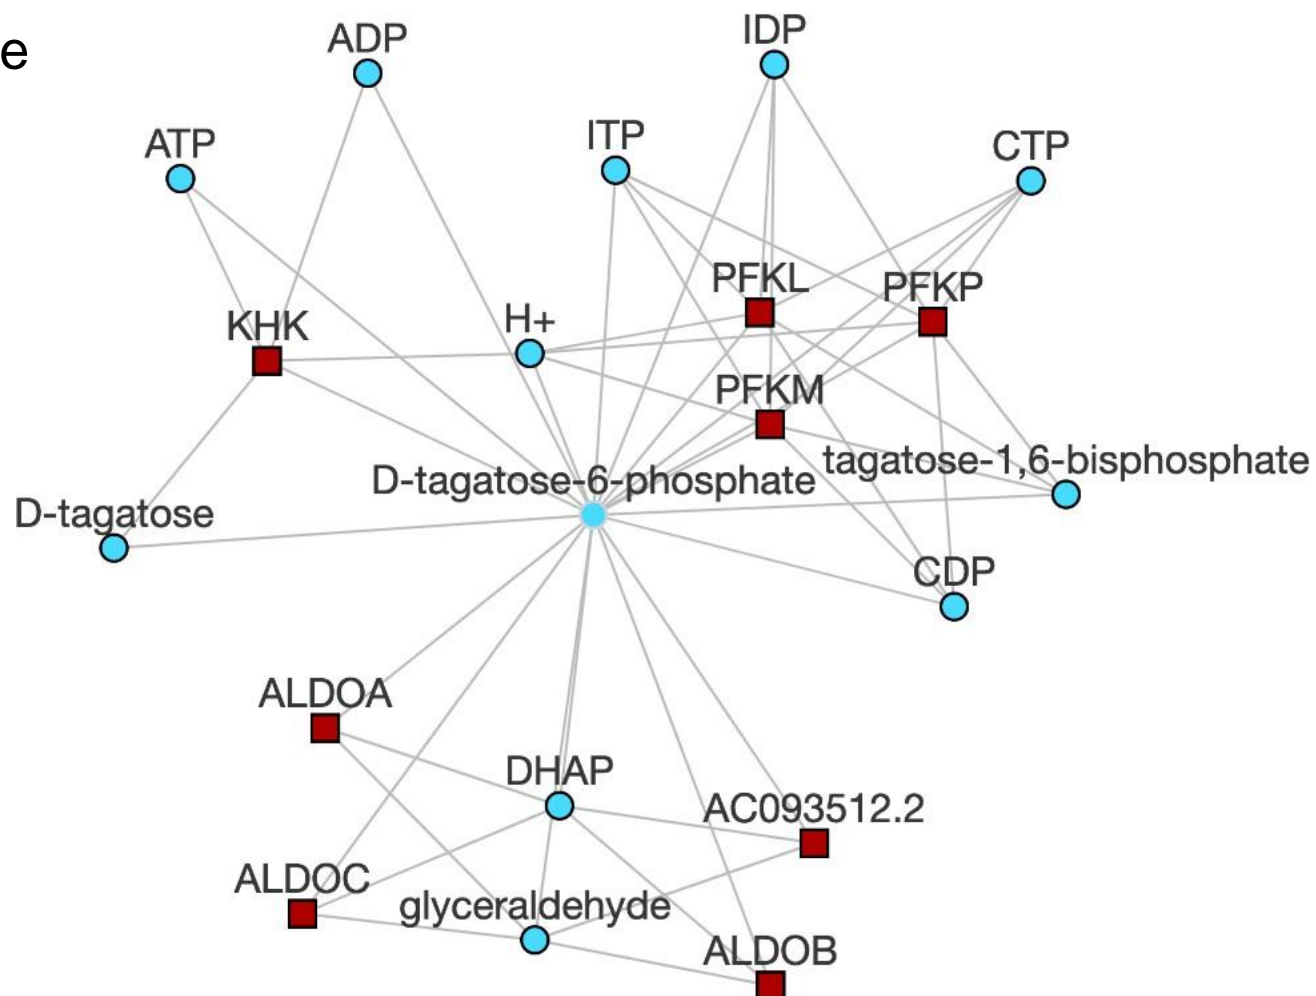 e
ADP
IDP
ATP
ITP
CTP
PFKL
PFKP
KHK
H+
PFKM
D-tagatose-6-phosphate
tagatose-1,6-bisphosphate
D-tagatose
CDP
ALDOA
DHAP
AC093512.2
ALDOC
glyceraldehyde
ALDOB